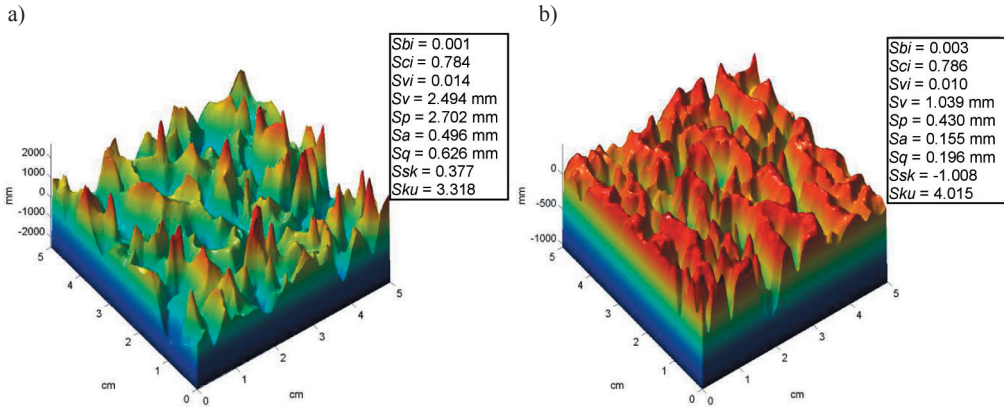 a)
Sbi = 0.001
Sci = 0.784
Svi = 0.014
Sv = 2.494 mm
Sp = 2.702 mm
Sa = 0.496 mm
Sq = 0.626 mm
Ssk = 0.377
Sku = 3.318
2000
1000
0
-1000
-2000
mm
5
4
3
2
1
0
cm
0
1
2
3
4
5
cm
b)
Sbi = 0.003
Sci = 0.786
Svi = 0.010
Sv = 1.039 mm
Sp = 0.430 mm
Sa = 0.155 mm
Sq = 0.196 mm
Ssk = -1.008
Sku = 4.015
0
-500
-1000
mm
5
4
3
2
1
0
cm
0
1
2
3
4
5
cm